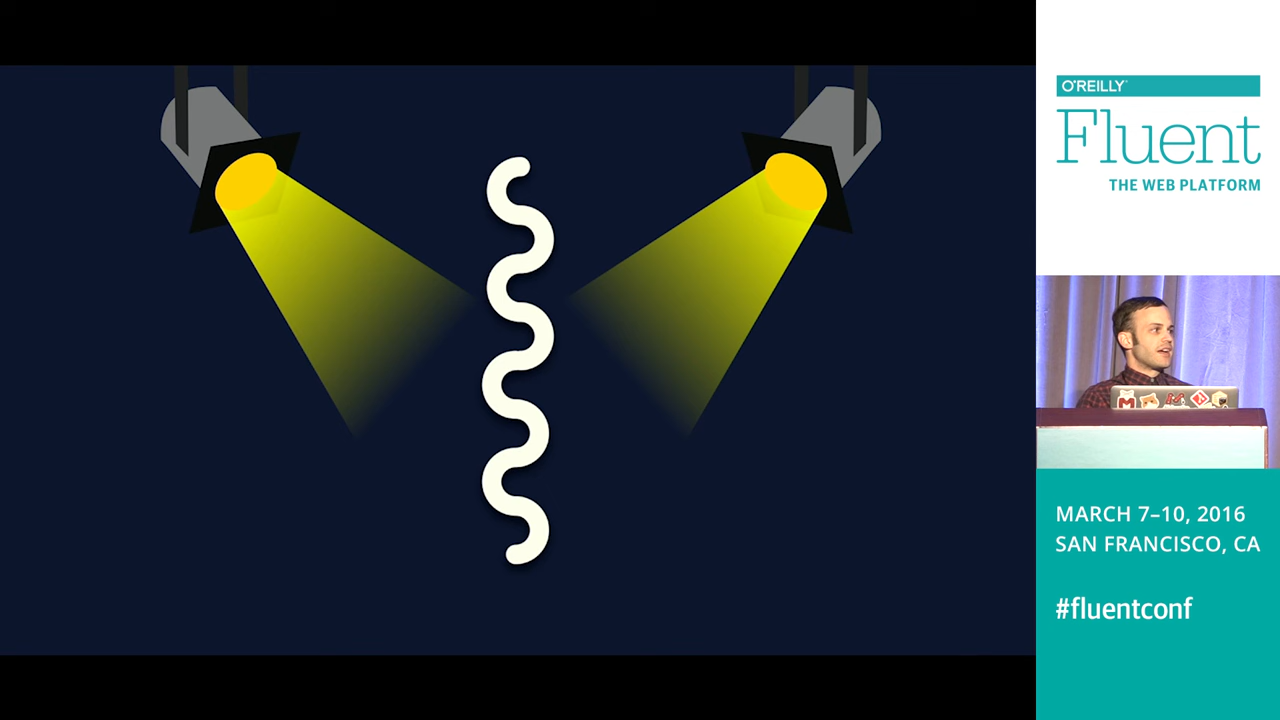 O'REILLY
Fluent
THE WEB PLATFORM
MARCH 7–10, 2016
SAN FRANCISCO, CA
#fluentconf